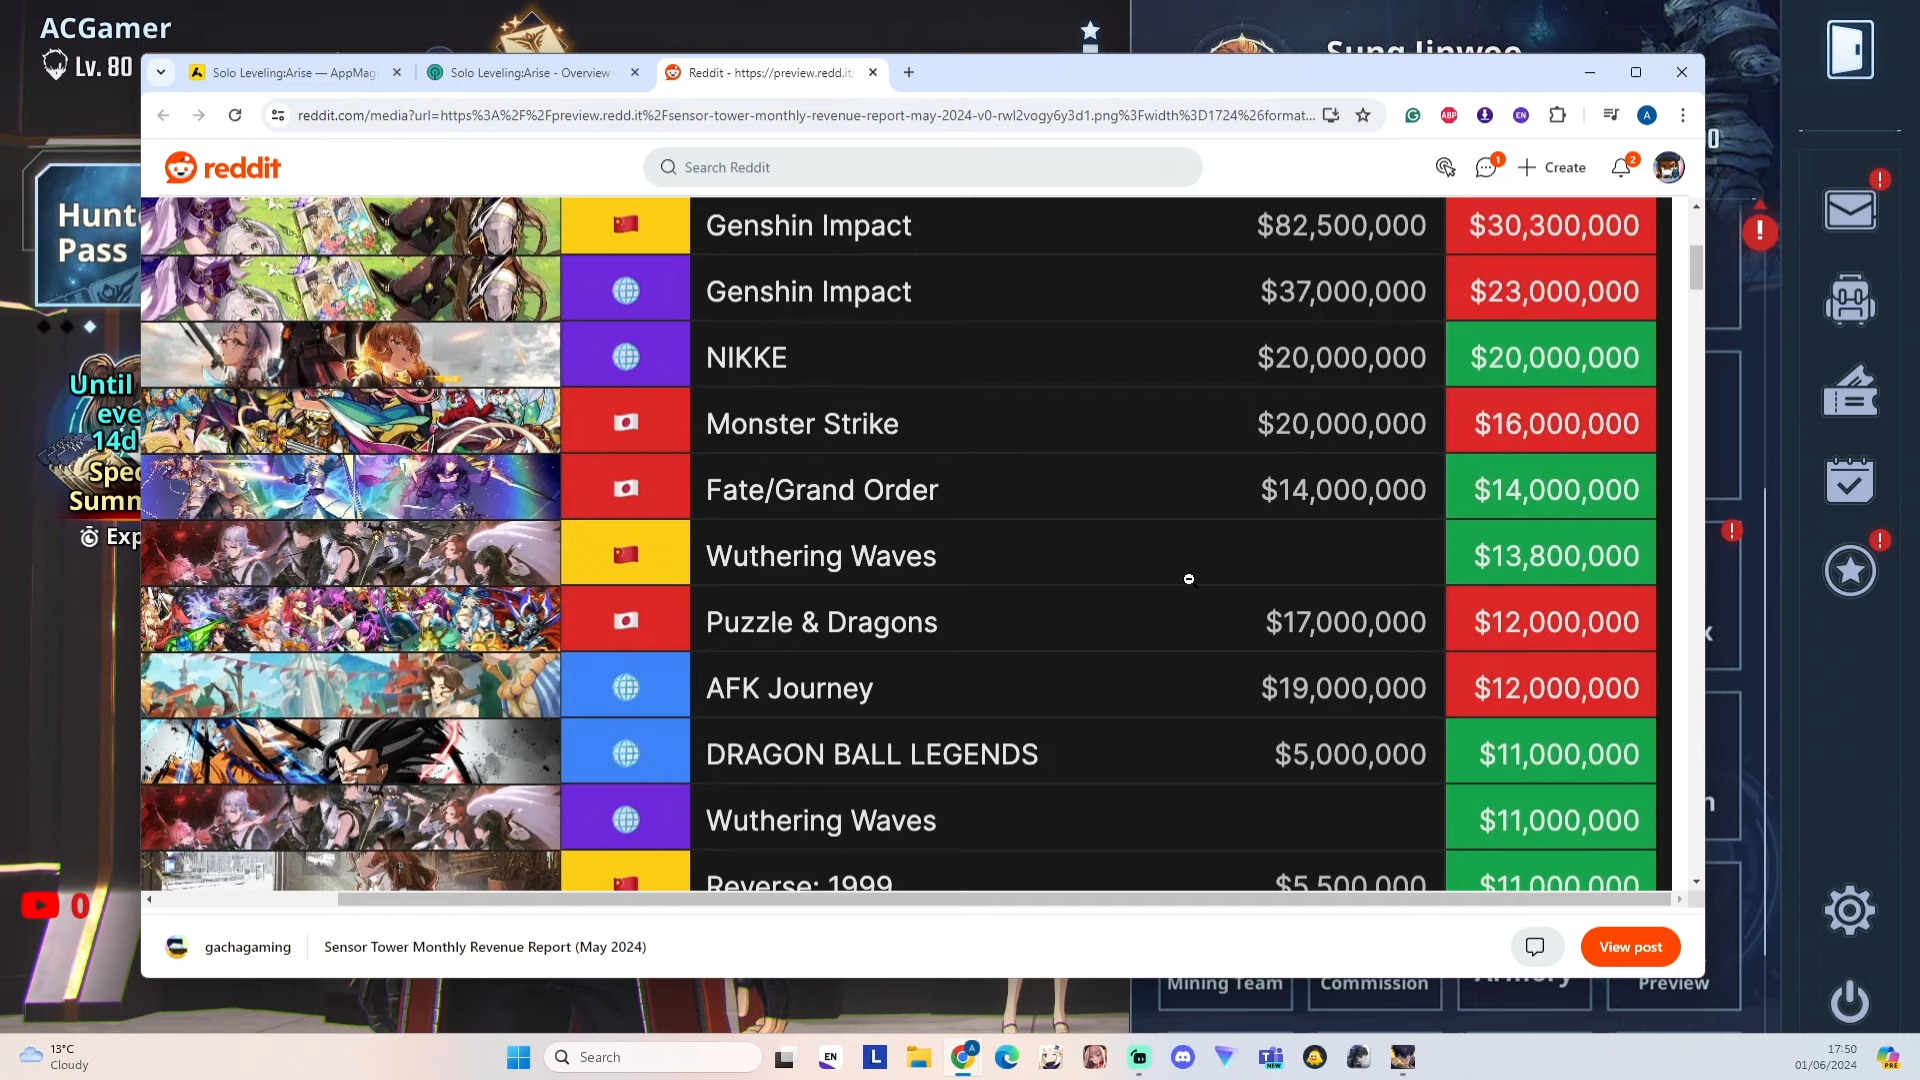 ACGamer
Lv. 80
Sung Jinwoo
Solo Leveling:Arise — AppMag
Solo Leveling:Arise - Overview
Reddit - https://preview.redd.it
reddit.com/media?url=https%3A%2F%2Fpreview.redd.it%2Fsensor-tower-monthly-revenue-report-may-2024-v0-rwl2vogy6y3d1.png%3Fwidth%3D1724%26format...
ABP
EN
A
reddit
Search Reddit
1
Create
2
Pass
Genshin Impact $82,500,000 $30,300,000
Genshin Impact $37,000,000 $23,000,000
NIKKE $20,000,000 $20,000,000
Monster Strike $20,000,000 $16,000,000
Fate/Grand Order $14,000,000 $14,000,000
Wuthering Waves $13,800,000
Puzzle & Dragons $17,000,000 $12,000,000
AFK Journey $19,000,000 $12,000,000
DRAGON BALL LEGENDS $5,000,000 $11,000,000
Wuthering Waves $11,000,000
Reverse: 1999 $5,500,000 $11,000,000
Until
14d
0
gachagaming
Sensor Tower Monthly Revenue Report (May 2024)
View post
Mining Team
Commission
Armory
Preview
13°C
Cloudy
Search
EN
L
A
NEW
17:50
01/06/2024
PRE